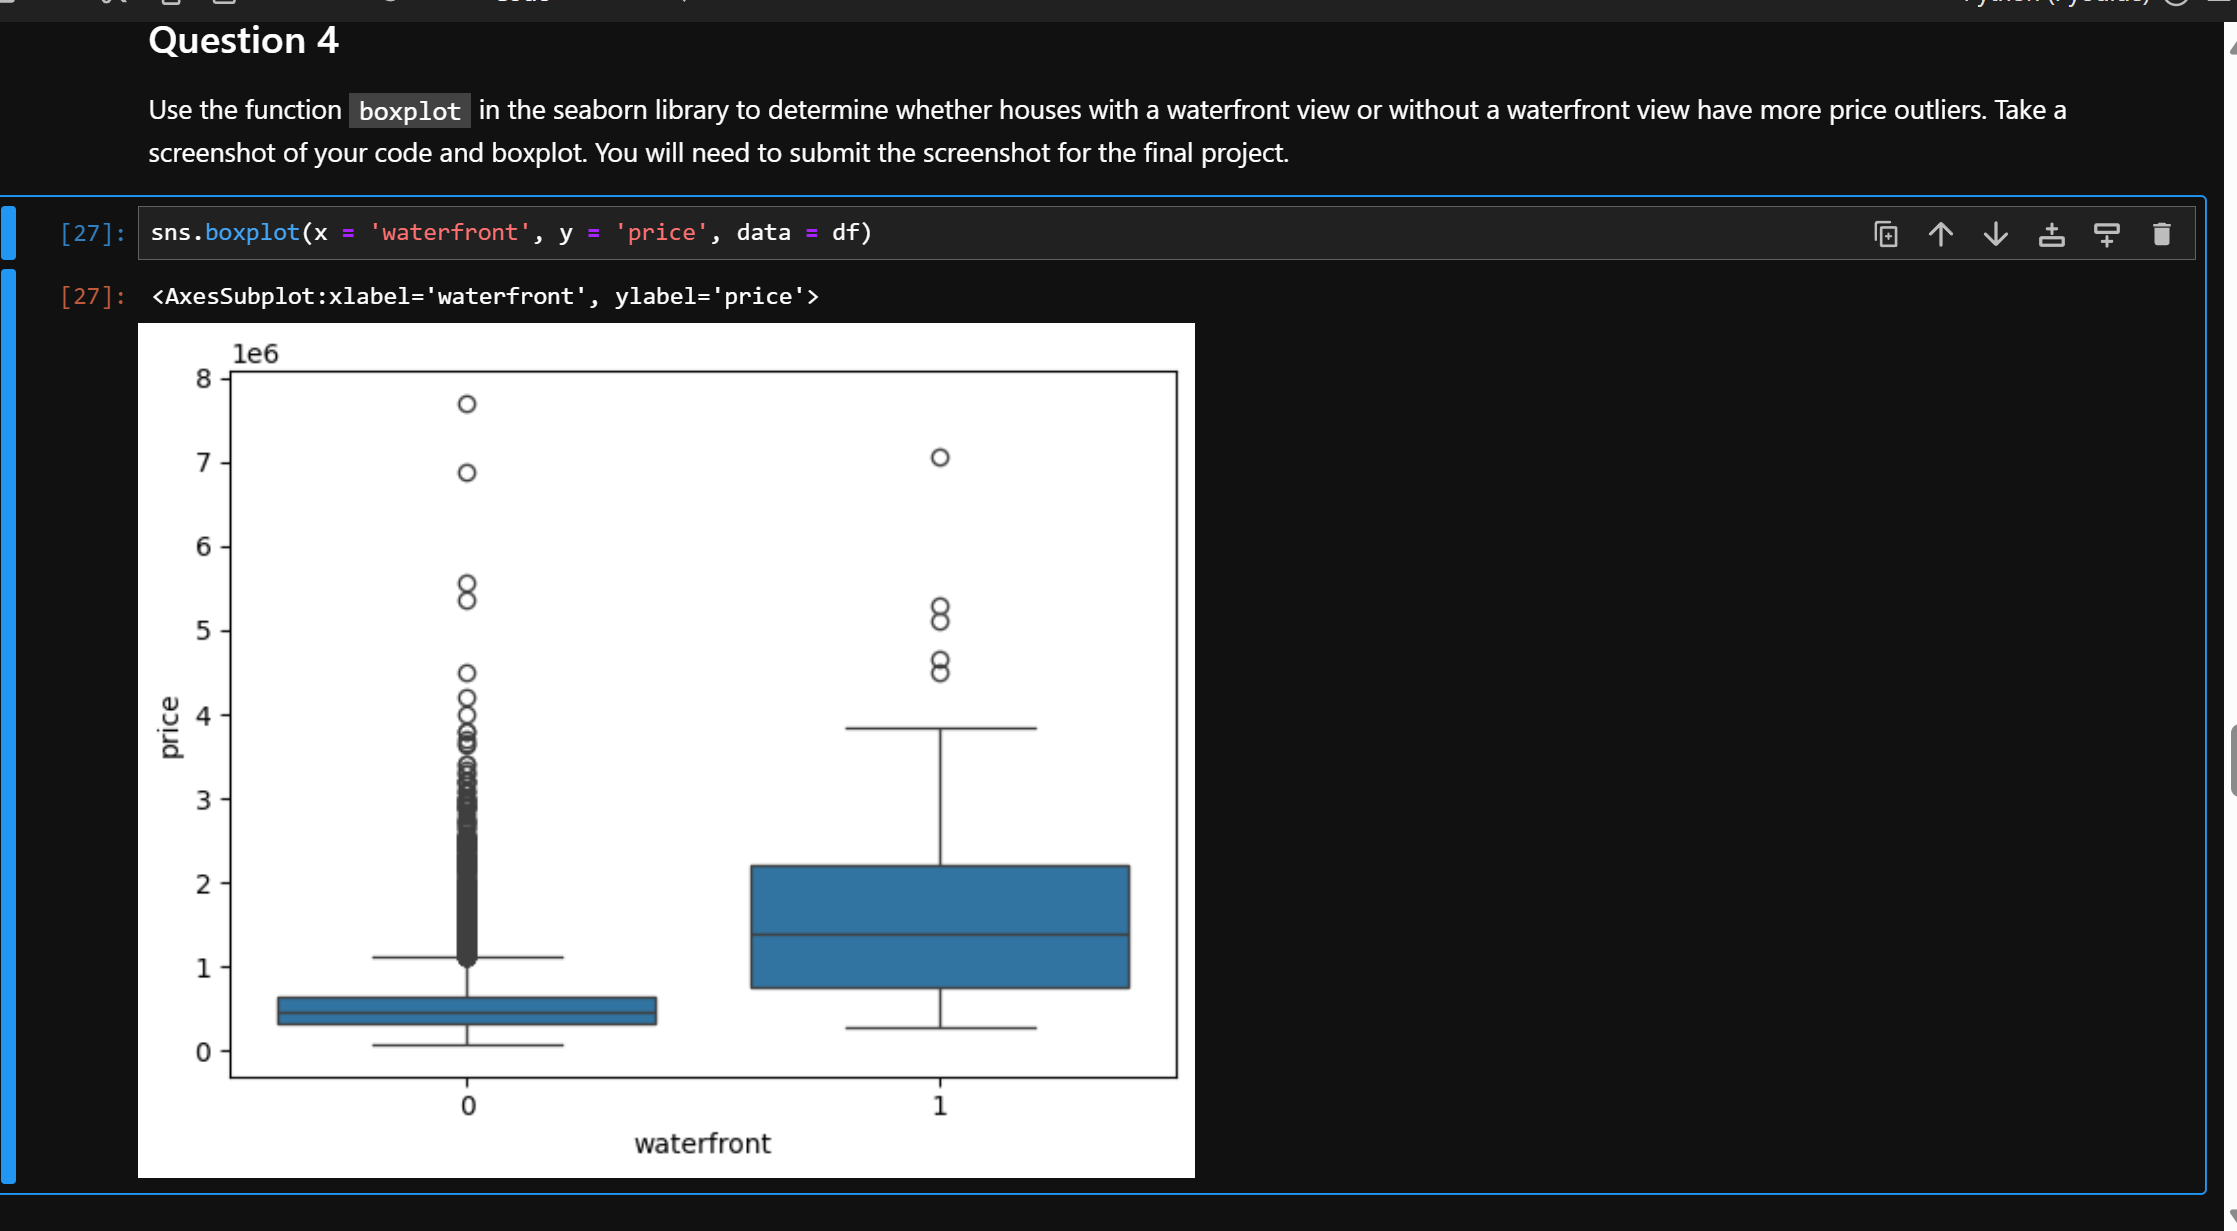 Question 4
Use the function boxplot in the seaborn library to determine whether houses with a waterfront view or without a waterfront view have more price outliers. Take a
screenshot of your code and boxplot. You will need to submit the screenshot for the final project.
[27]: sns.boxplot(x = 'waterfront', y = 'price', data = df)
[27]: <AxesSubplot:xlabel='waterfront', ylabel='price'>
1e6
8
7
6
5
4
3
2
1
0
price
0 1
waterfront